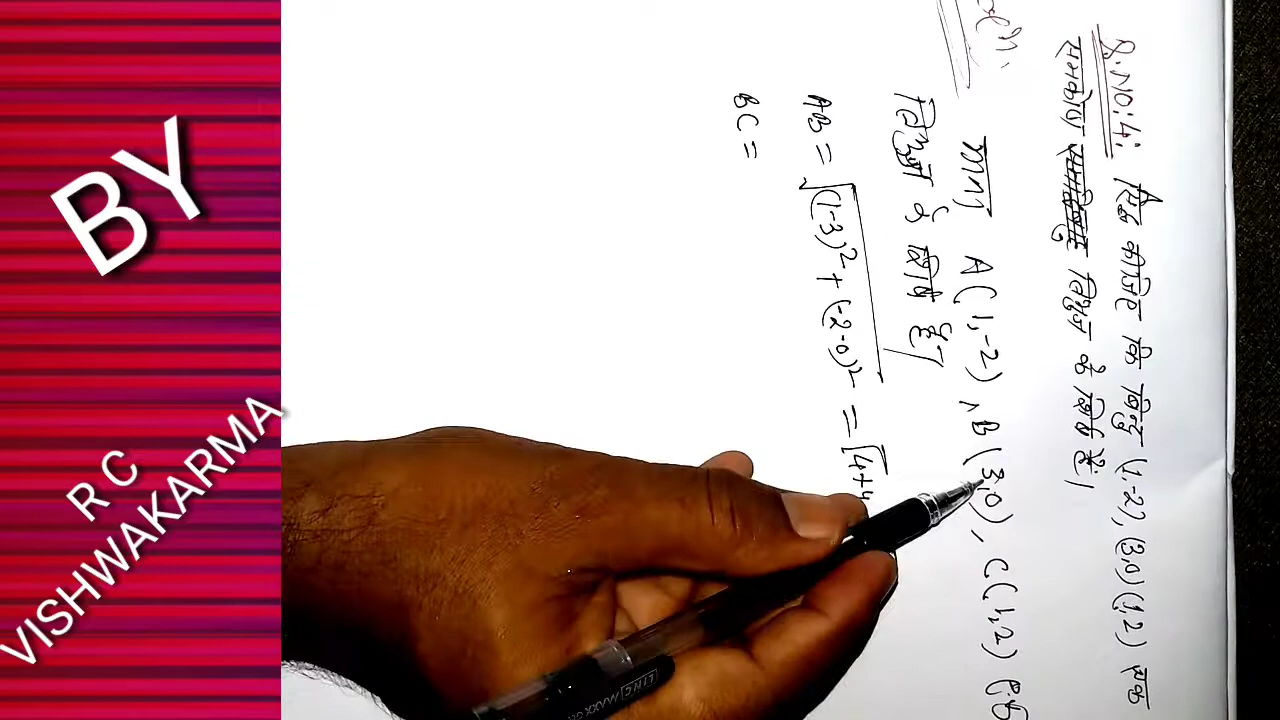 BY
R C
VISHWAKARMA
Q.NO:4: सिद्ध कीजिए कि बिन्दु (1,-2), (3,0) (1,2) एक
समकोण त्रिभुज के शीर्ष हैं।
माना A(1,-2), B(3,0), C(1,2)
त्रिभुज के शीर्ष हैं
AB = √(1-3)² + (-2-0)² = √4+4
BC =